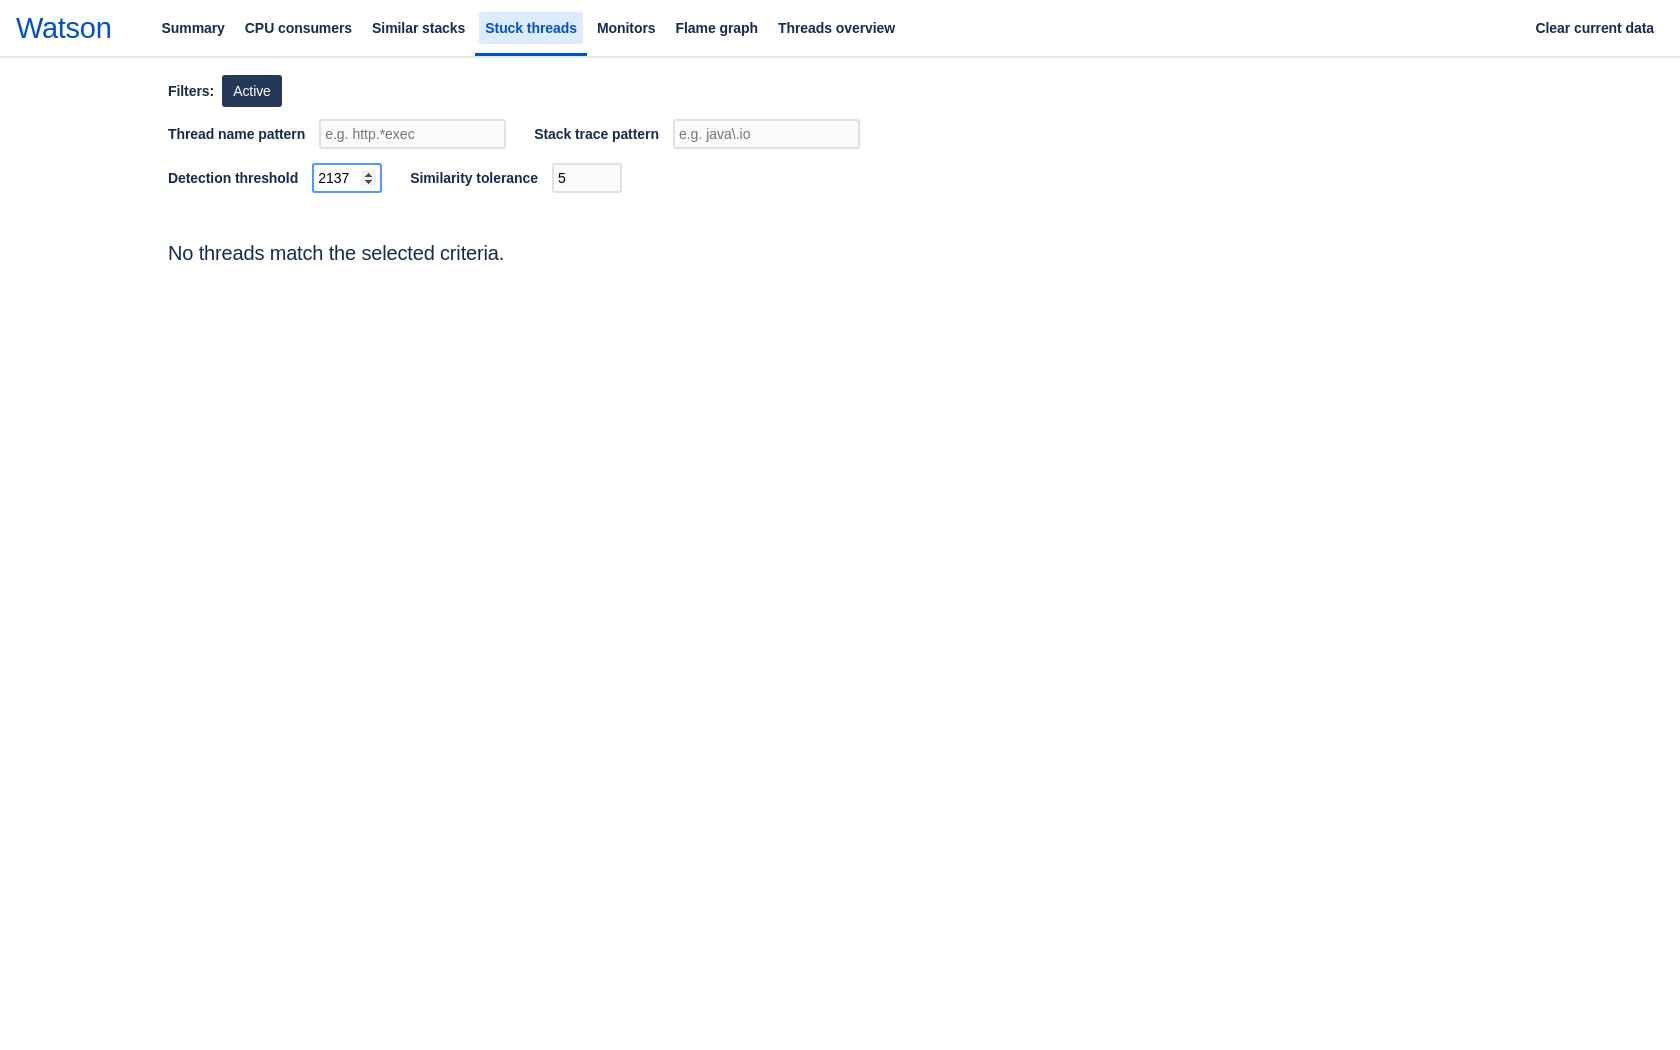 Watson Summary CPU consumers Similar stacks Stuck threads Monitors Flame graph Threads overview Clear current data
Filters: Active
Thread name pattern e.g. http.*exec Stack trace pattern e.g. java\.io
Detection threshold 2137 Similarity tolerance 5
No threads match the selected criteria.